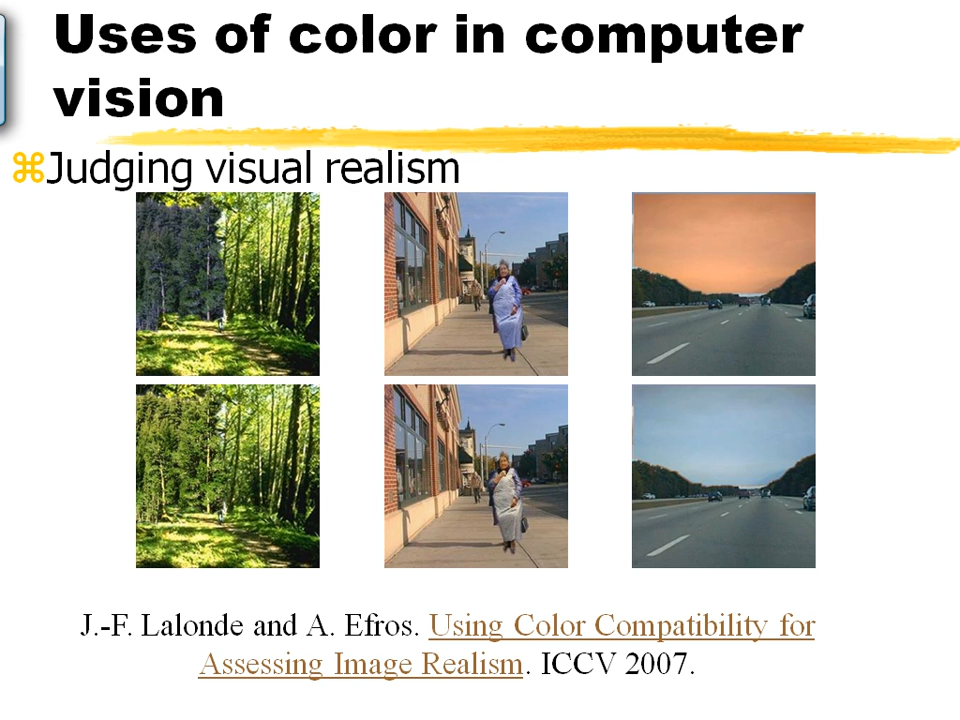 Uses of color in computer
vision
Judging visual realism
J.-F. Lalonde and A. Efros. Using Color Compatibility for
Assessing Image Realism. ICCV 2007.